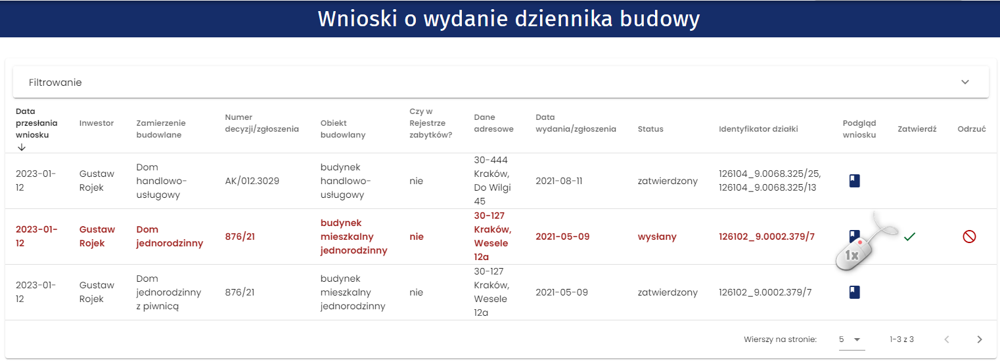 Wnioski o wydanie dziennika budowy
Filtrowanie
Data
przesłania
wniosku
Inwestor
Zamierzenie
budowlane
Numer
decyzji/zgłoszenia
Obiekt
budowlany
Czy w
Rejestrze
zabytków?
Dane
adresowe
Data
wydania/zgłoszenia
Status
Identyfikator działki
Podgląd
wniosku
Zatwierdź
Odrzuć
2023-01-
12
Gustaw
Rojek
Dom
handlowo-
usługowy
AK/012.3029
budynek
handlowo-
usługowy
nie
30-444
Kraków,
Do Wilgi
45
2021-08-11
zatwierdzony
126104_9.0068.325/25,
126104_9.0068.325/13
2023-01-
12
Gustaw
Rojek
Dom
jednorodzinny
876/21
budynek
mieszkalny
jednorodzinny
nie
30-127
Kraków,
Wesele
12a
2021-05-09
wysłany
126102_9.0002.379/7
1x
2023-01-
12
Gustaw
Rojek
Dom
jednorodzinny
z piwnicą
876/21
budynek
mieszkalny
jednorodzinny
nie
30-127
Kraków,
Wesele
12a
2021-05-09
zatwierdzony
126102_9.0002.379/7
Wierszy na stronie:
5
1-3 z 3